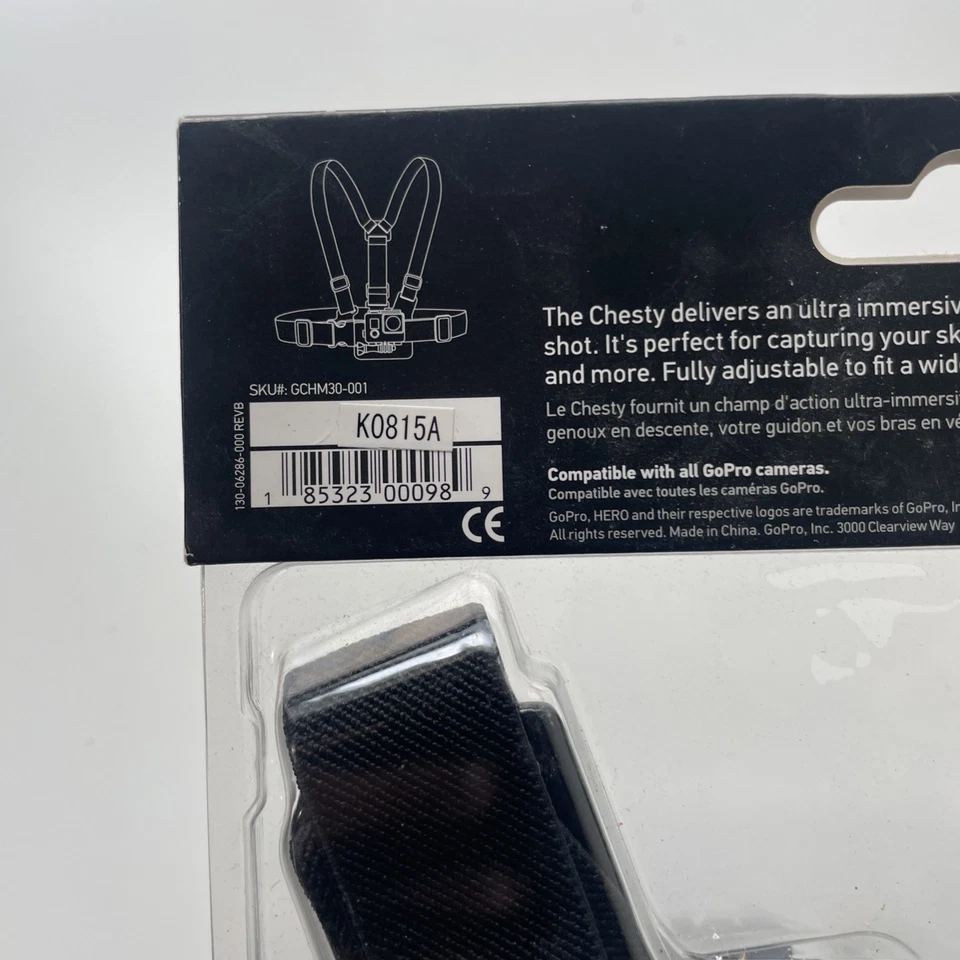 The Chesty delivers an ultra immersiv
shot. It's perfect for capturing your sk
and more. Fully adjustable to fit a wid
Le Chesty fournit un champ d'action ultra-immersi
genoux en descente, votre guidon et vos bras en vé
Compatible with all GoPro cameras.
Compatible avec toutes les caméras GoPro.
GoPro, HERO and their respective logos are trademarks of GoPro, In
All rights reserved. Made in China. GoPro, Inc. 3000 Clearview Way
SKU#: GCHM30-001
130-06286-000 REVB
K0815A
1 85323 00098 9
CE